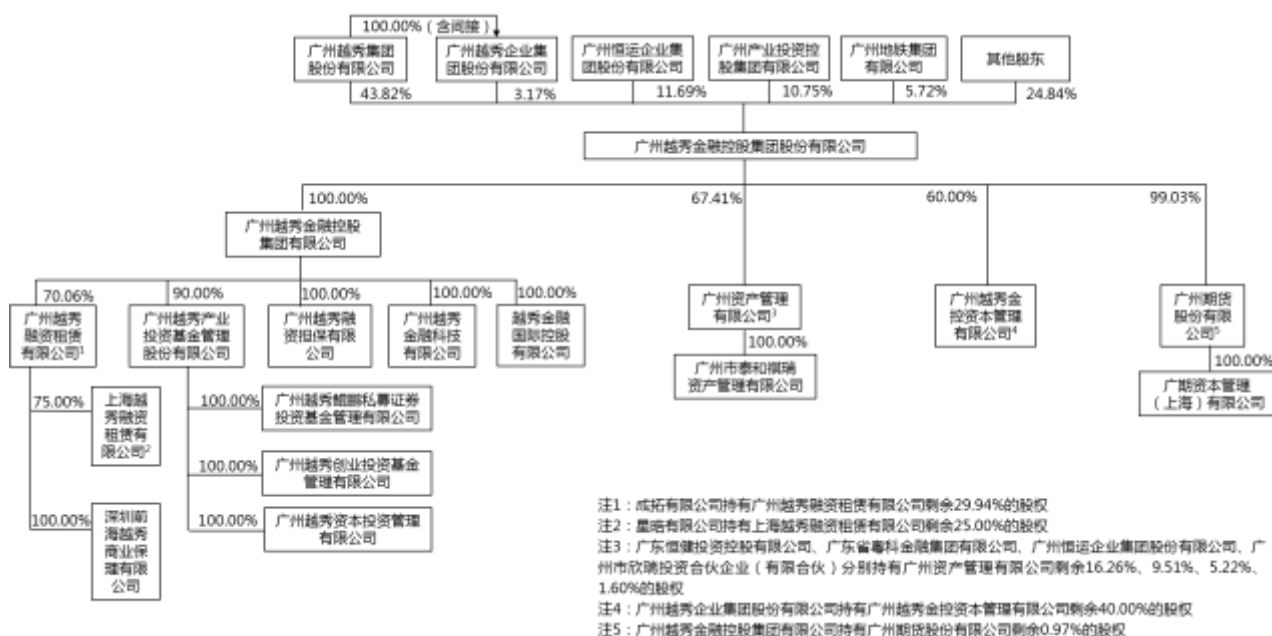 100.00%（含间接）
广州越秀集团
股份有限公司
广州越秀企业集
团股份有限公司
广州恒运企业集
团股份有限公司
广州产业投资控
股集团有限公司
广州地铁集团
有限公司
其他股东
43.82%
3.17%
11.69%
10.75%
5.72%
24.84%
广州越秀金融控股集团股份有限公司
100.00%
67.41%
60.00%
99.03%
广州越秀金融控股
集团有限公司
70.06%
90.00%
100.00%
100.00%
100.00%
广州越秀
融资租赁
有限公司1
广州越秀产业
投资基金管理
股份有限公司
广州越秀融
资担保有限
公司
广州越秀
金融科技
有限公司
越秀金融
国际控股
有限公司
广州资产管理
有限公司3
广州越秀金
控资本管理
有限公司4
广州期货
股份有限
公司5
100.00%
100.00%
广州市泰和祺瑞
资产管理有限公司
广期资本管理
（上海）有限公司
75.00%
上海越
秀融资
租赁有
限公司2
100.00%
深圳前
海越秀
商业保
理有限
公司
100.00%
广州越秀鲲鹏私募证券
投资基金管理有限公司
100.00%
广州越秀创业投资基金
管理有限公司
100.00%
广州越秀资本投资管理
有限公司
注1：成拓有限公司持有广州越秀融资租赁有限公司剩余29.94%的股权
注2：星皓有限公司持有上海越秀融资租赁有限公司剩余25.00%的股权
注3：广东恒健投资控股有限公司、广东省粤科金融集团有限公司、广州恒运企业集团股份有限公司、广
州市欣瑞投资合伙企业（有限合伙）分别持有广州资产管理有限公司剩余16.26%、9.51%、5.22%、
1.60%的股权
注4：广州越秀企业集团股份有限公司持有广州越秀金控资本管理有限公司剩余40.00%的股权
注5：广州越秀金融控股集团有限公司持有广州期货股份有限公司剩余0.97%的股权